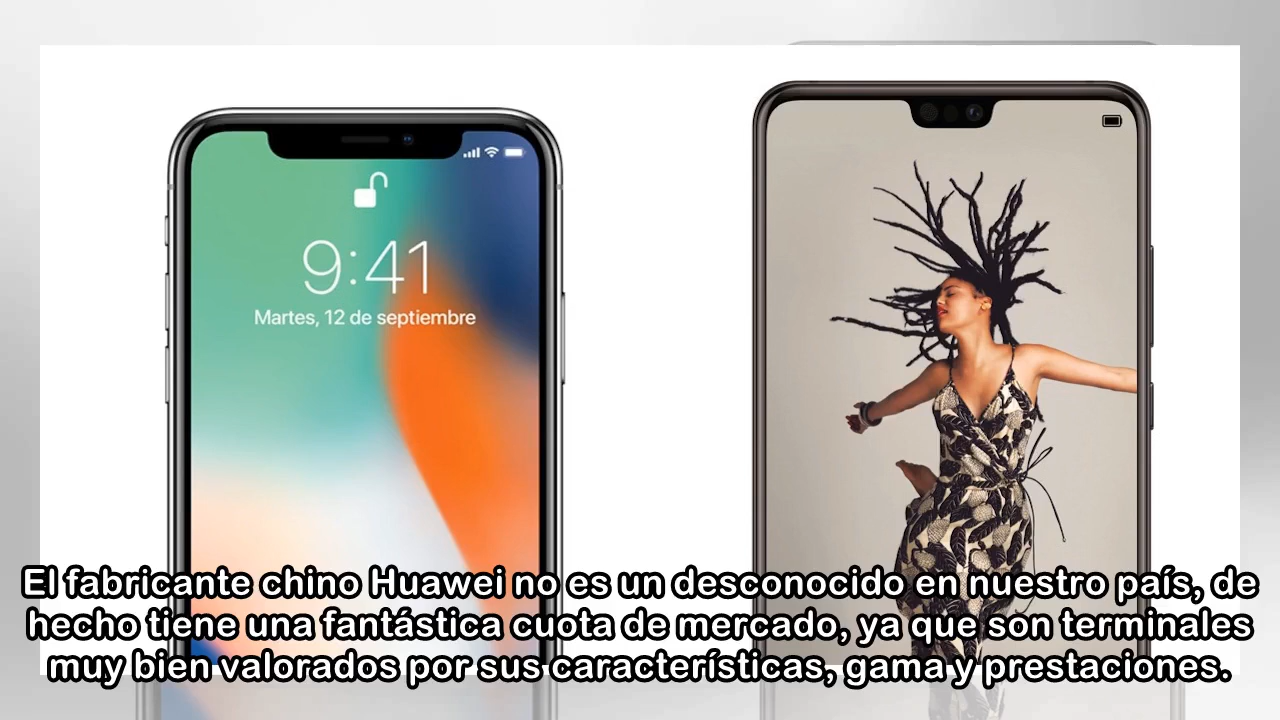 9:41
Martes, 12 de septiembre
El fabricante chino Huawei no es un desconocido en nuestro país, de
hecho tiene una fantástica cuota de mercado, ya que son terminales
muy bien valorados por sus características, gama y prestaciones.